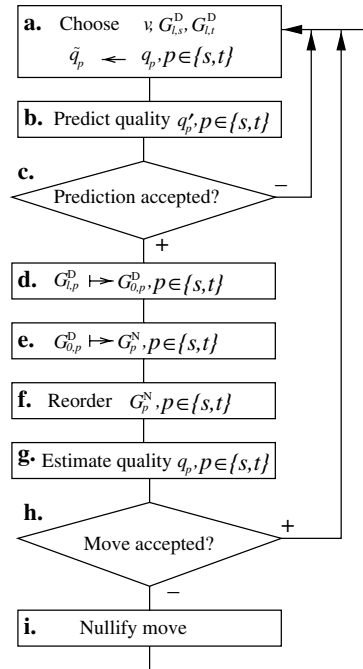 a. Choose v, G^D_{l,s}, G^D_{l,t}
q̃_p ← q_p, p∈{s,t}
b. Predict quality q'_p, p∈{s,t}
c.
Prediction accepted?
−
+
d. G^D_{l,p} ↦ G^D_{0,p}, p∈{s,t}
e. G^D_{0,p} ↦ G^N_p, p∈{s,t}
f. Reorder G^N_p, p∈{s,t}
g. Estimate quality q_p, p∈{s,t}
h.
+
Move accepted?
−
i. Nullify move